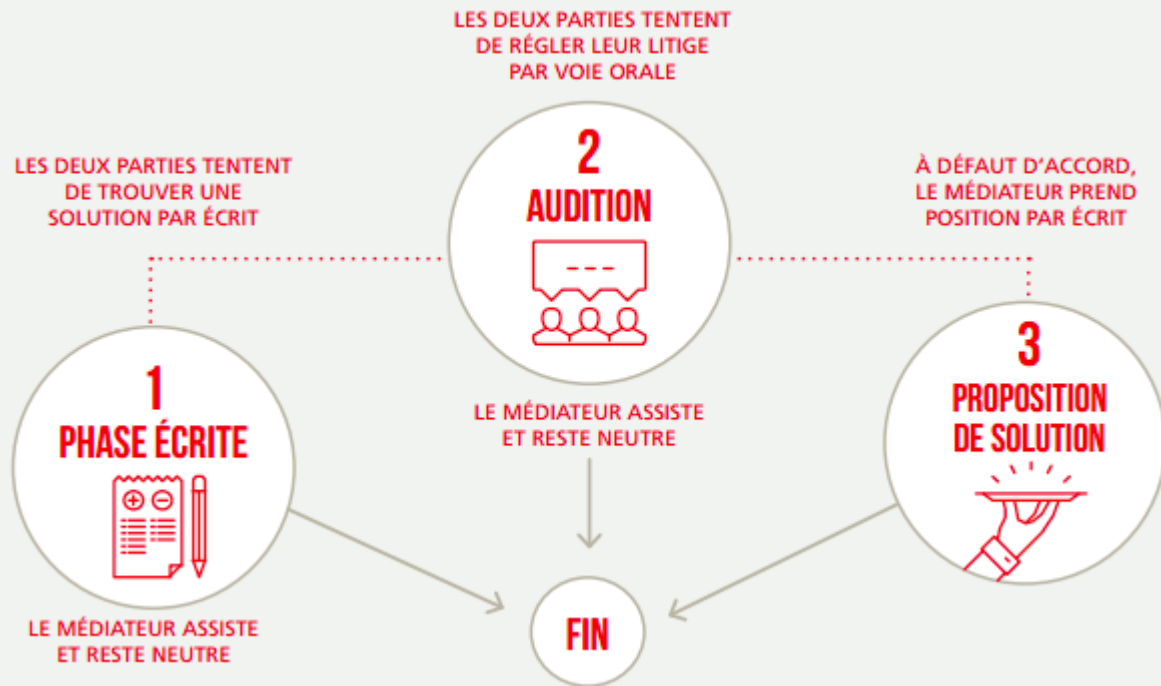 LES DEUX PARTIES TENTENT
DE TROUVER UNE
SOLUTION PAR ÉCRIT
1
PHASE ÉCRITE
LE MÉDIATEUR ASSISTE
ET RESTE NEUTRE
LES DEUX PARTIES TENTENT
DE RÉGLER LEUR LITIGE
PAR VOIE ORALE
2
AUDITION
LE MÉDIATEUR ASSISTE
ET RESTE NEUTRE
À DÉFAUT D’ACCORD,
LE MÉDIATEUR PREND
POSITION PAR ÉCRIT
3
PROPOSITION
DE SOLUTION
FIN